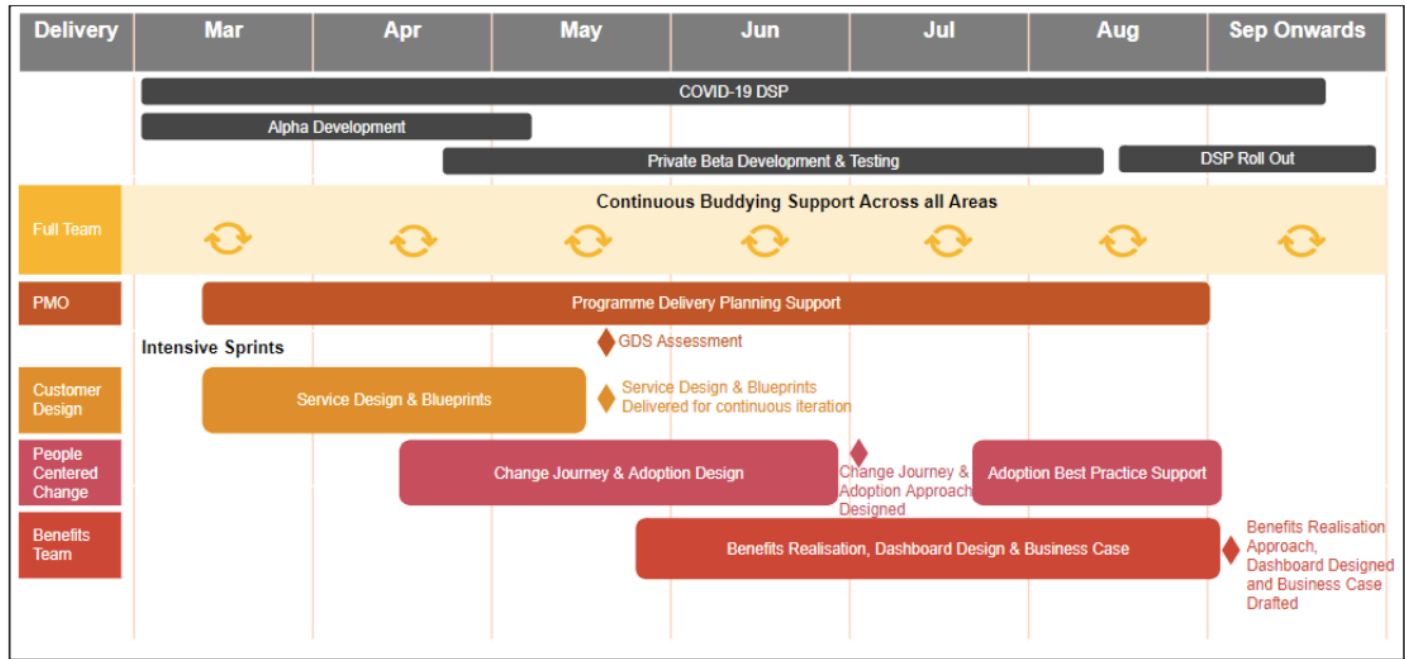 Delivery
Mar
Apr
May
Jun
Jul
Aug
Sep Onwards
COVID-19 DSP
Alpha Development
Private Beta Development & Testing
DSP Roll Out
Full Team
Continuous Buddying Support Across all Areas
PMO
Programme Delivery Planning Support
Intensive Sprints
GDS Assessment
Customer
Design
Service Design & Blueprints
Service Design & Blueprints
Delivered for continuous iteration
People
Centered
Change
Change Journey & Adoption Design
Change Journey &
Adoption Approach
Designed
Adoption Best Practice Support
Benefits
Team
Benefits Realisation, Dashboard Design & Business Case
Benefits Realisation
Approach,
Dashboard Designed
and Business Case
Drafted